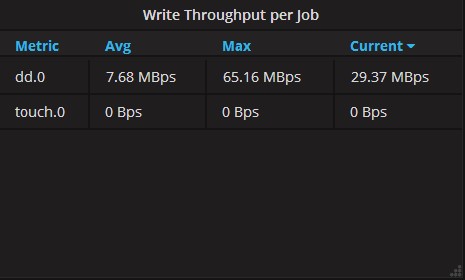 Write Throughput per Job
Metric Avg Max Current
dd.0 7.68 MBps 65.16 MBps 29.37 MBps
touch.0 0 Bps 0 Bps 0 Bps